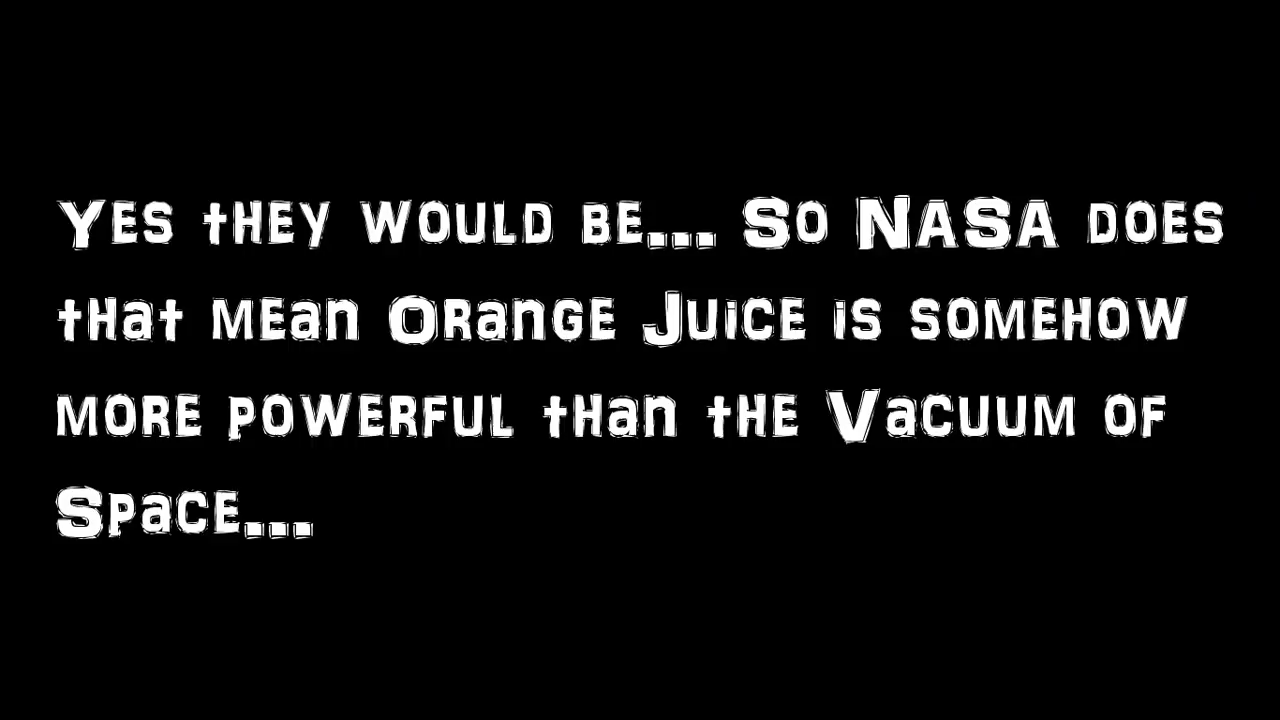 Yes they would be... So NASA does
that mean Orange Juice is somehow
more powerful than the Vacuum of
Space...